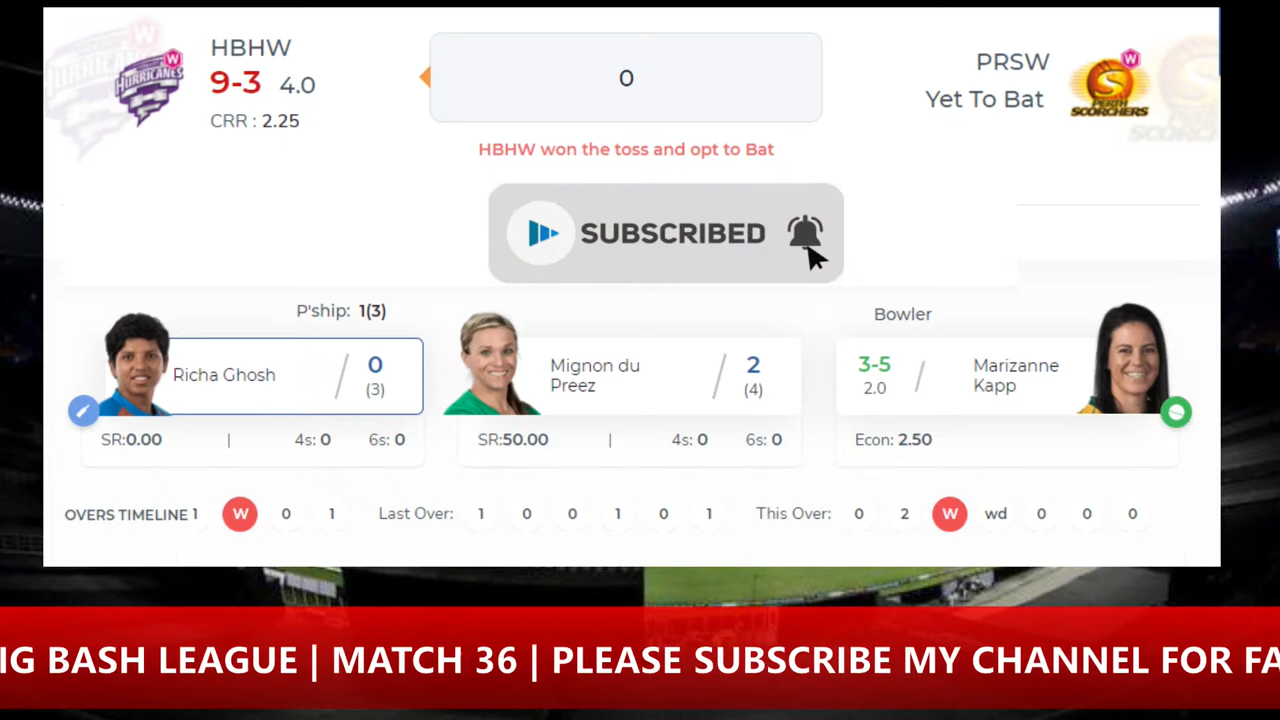 HBHW
9-3 4.0
CRR : 2.25
HURRICANES
W
0
HBHW won the toss and opt to Bat
PRSW
Yet To Bat
W
PERTH
SCORCHERS
SUBSCRIBED
P'ship: 1(3)
Richa Ghosh / 0 (3)
SR:0.00 | 4s: 0 6s: 0
Mignon du
Preez / 2 (4)
SR:50.00 | 4s: 0 6s: 0
Bowler
3-5 2.0 / Marizanne
Kapp
Econ: 2.50
OVERS TIMELINE 1 W 0 1 Last Over: 1 0 0 1 0 1 This Over: 0 2 W wd 0 0 0
IG BASH LEAGUE | MATCH 36 | PLEASE SUBSCRIBE MY CHANNEL FOR FA